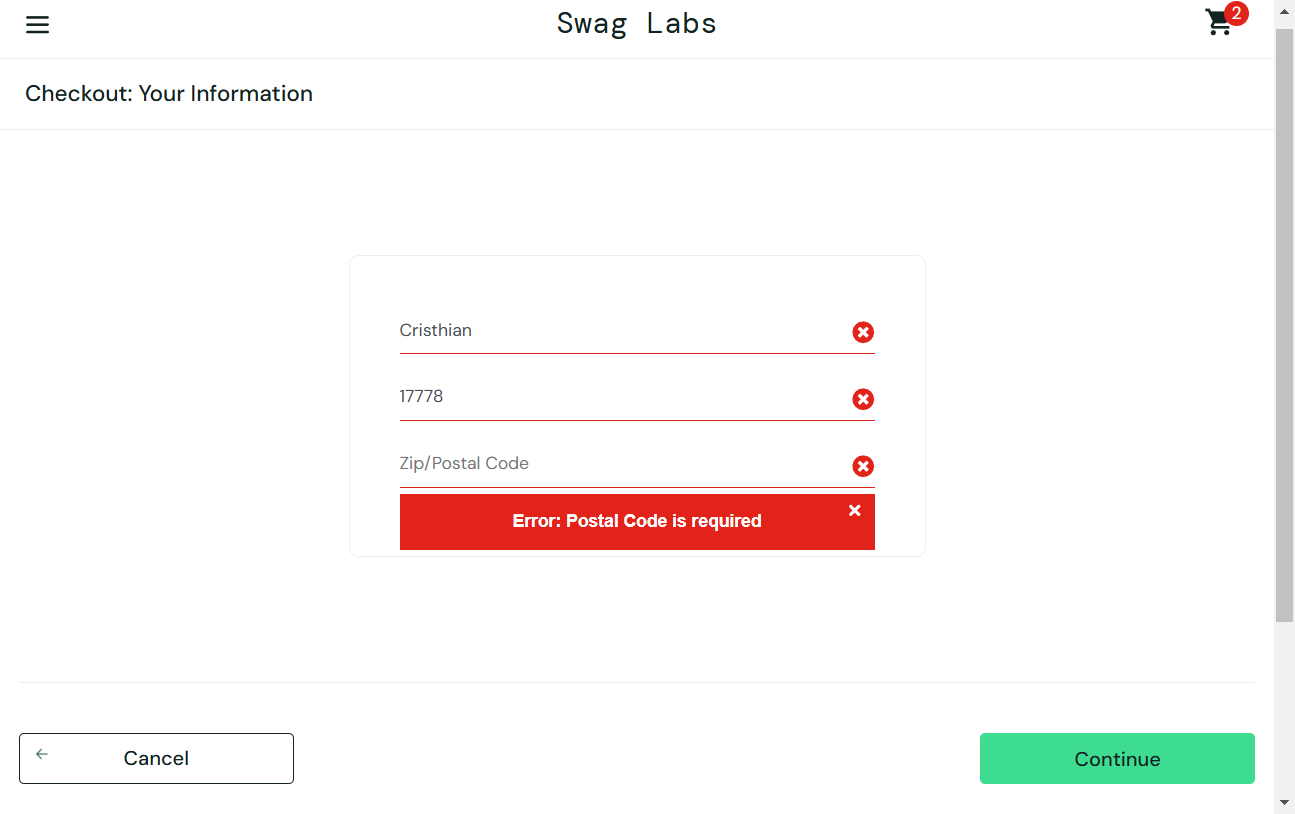 Swag Labs
2
Checkout: Your Information
Cristhian
17778
Zip/Postal Code
Error: Postal Code is required
Cancel
Continue